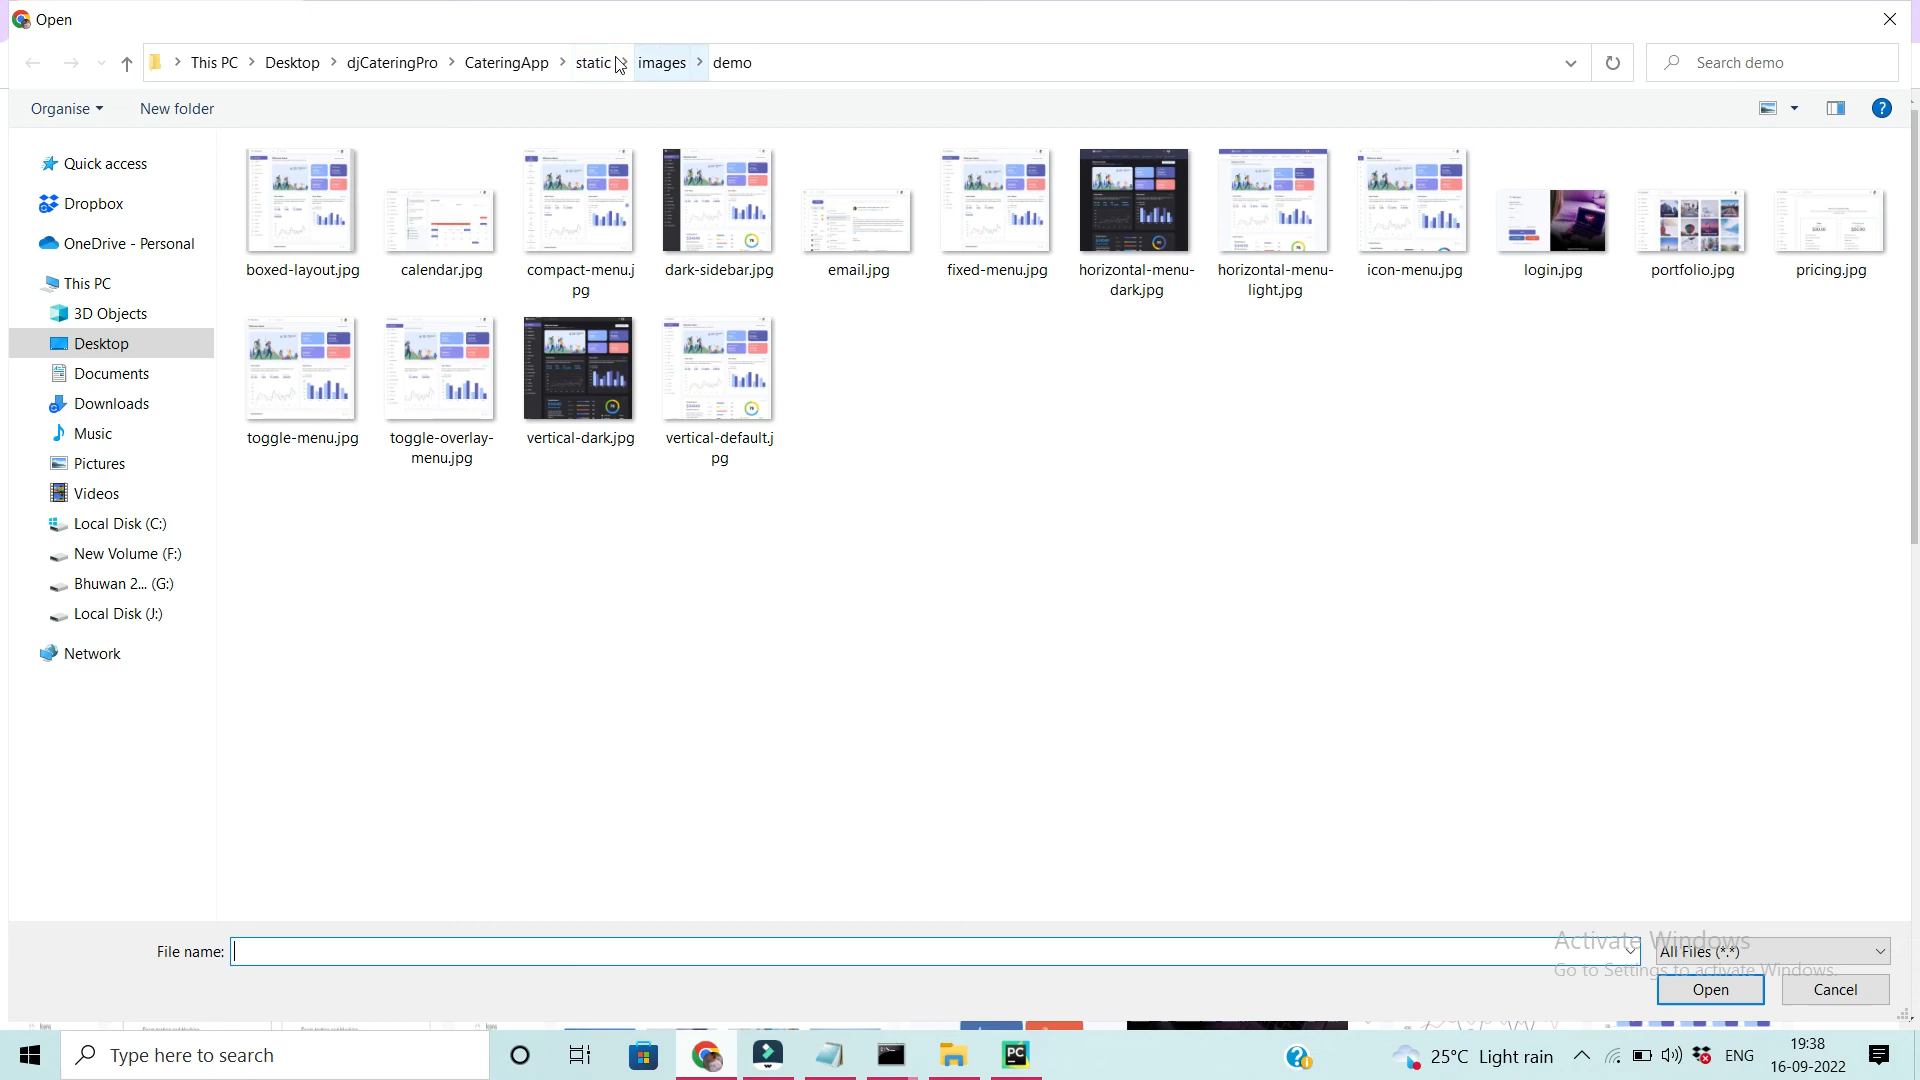 Open
This PC > Desktop > djCateringPro > CateringApp > static > images > demo
Search demo
Organise
New folder
Quick access
Dropbox
OneDrive - Personal
This PC
3D Objects
Desktop
Documents
Downloads
Music
Pictures
Videos
Local Disk (C:)
New Volume (F:)
Bhuwan 2... (G:)
Local Disk (J:)
Network
boxed-layout.jpg
calendar.jpg
compact-menu.j
pg
dark-sidebar.jpg
email.jpg
fixed-menu.jpg
horizontal-menu-
dark.jpg
horizontal-menu-
light.jpg
icon-menu.jpg
login.jpg
portfolio.jpg
pricing.jpg
toggle-menu.jpg
toggle-overlay-
menu.jpg
vertical-dark.jpg
vertical-default.j
pg
File name:
All Files (*.*)
Activate Windows
Go to Settings to activate Windows.
Open
Cancel
Type here to search
PC
25°C Light rain
ENG
19:38
16-09-2022